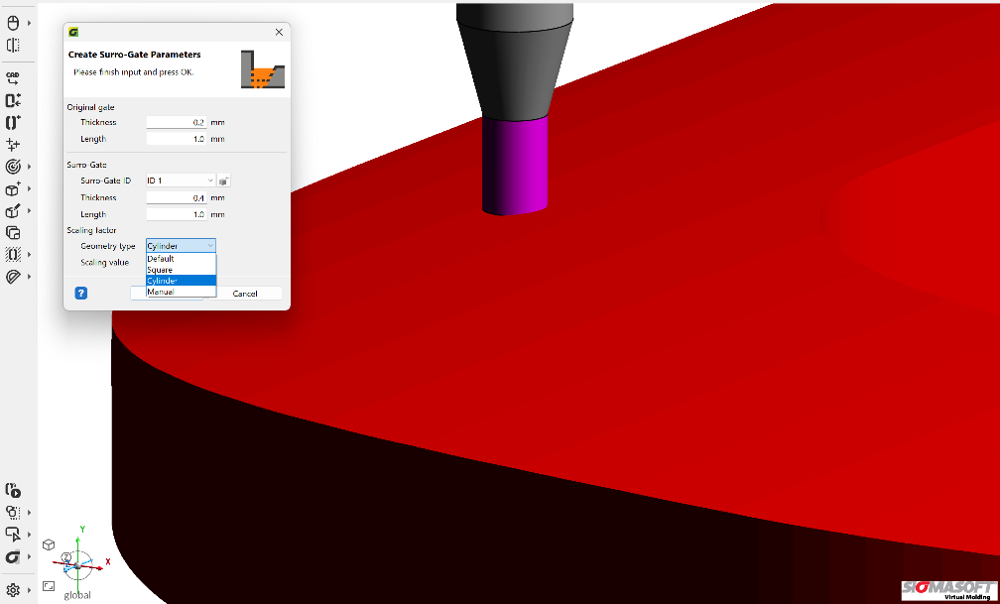 Create Surro-Gate Parameters
Please finish input and press OK.
Original gate
Thickness 0.2 mm
Length 1.0 mm
Surro-Gate
Surro-Gate ID ID 1
Thickness 0.4 mm
Length 1.0 mm
Scaling factor
Geometry type Cylinder
Default
Scaling value
Square
Cylinder
Manual
? Cancel
CAD
Y
Z
X
global
SIGMASOFT
Virtual Molding